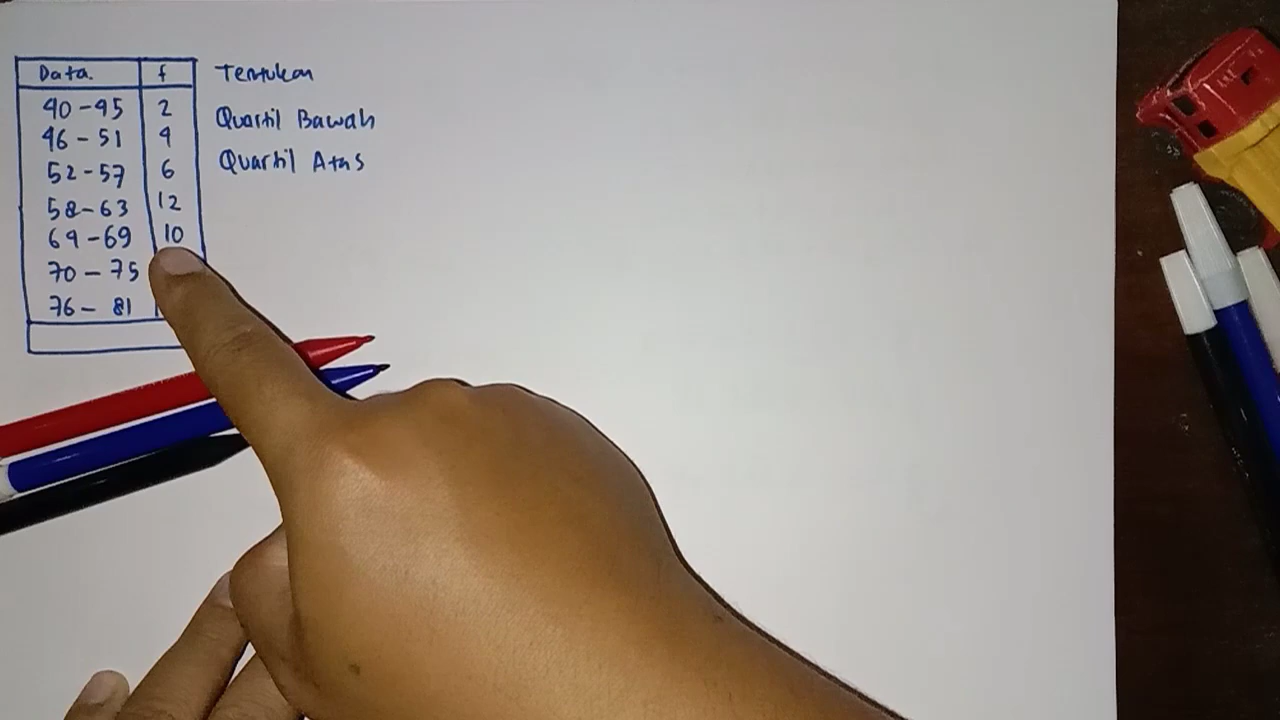 Data. f
40 - 45 2
46 - 51 4
52 - 57 6
58 - 63 12
64 - 69 10
70 - 75
76 - 81
Tentukan
Quartil Bawah
Quartil Atas